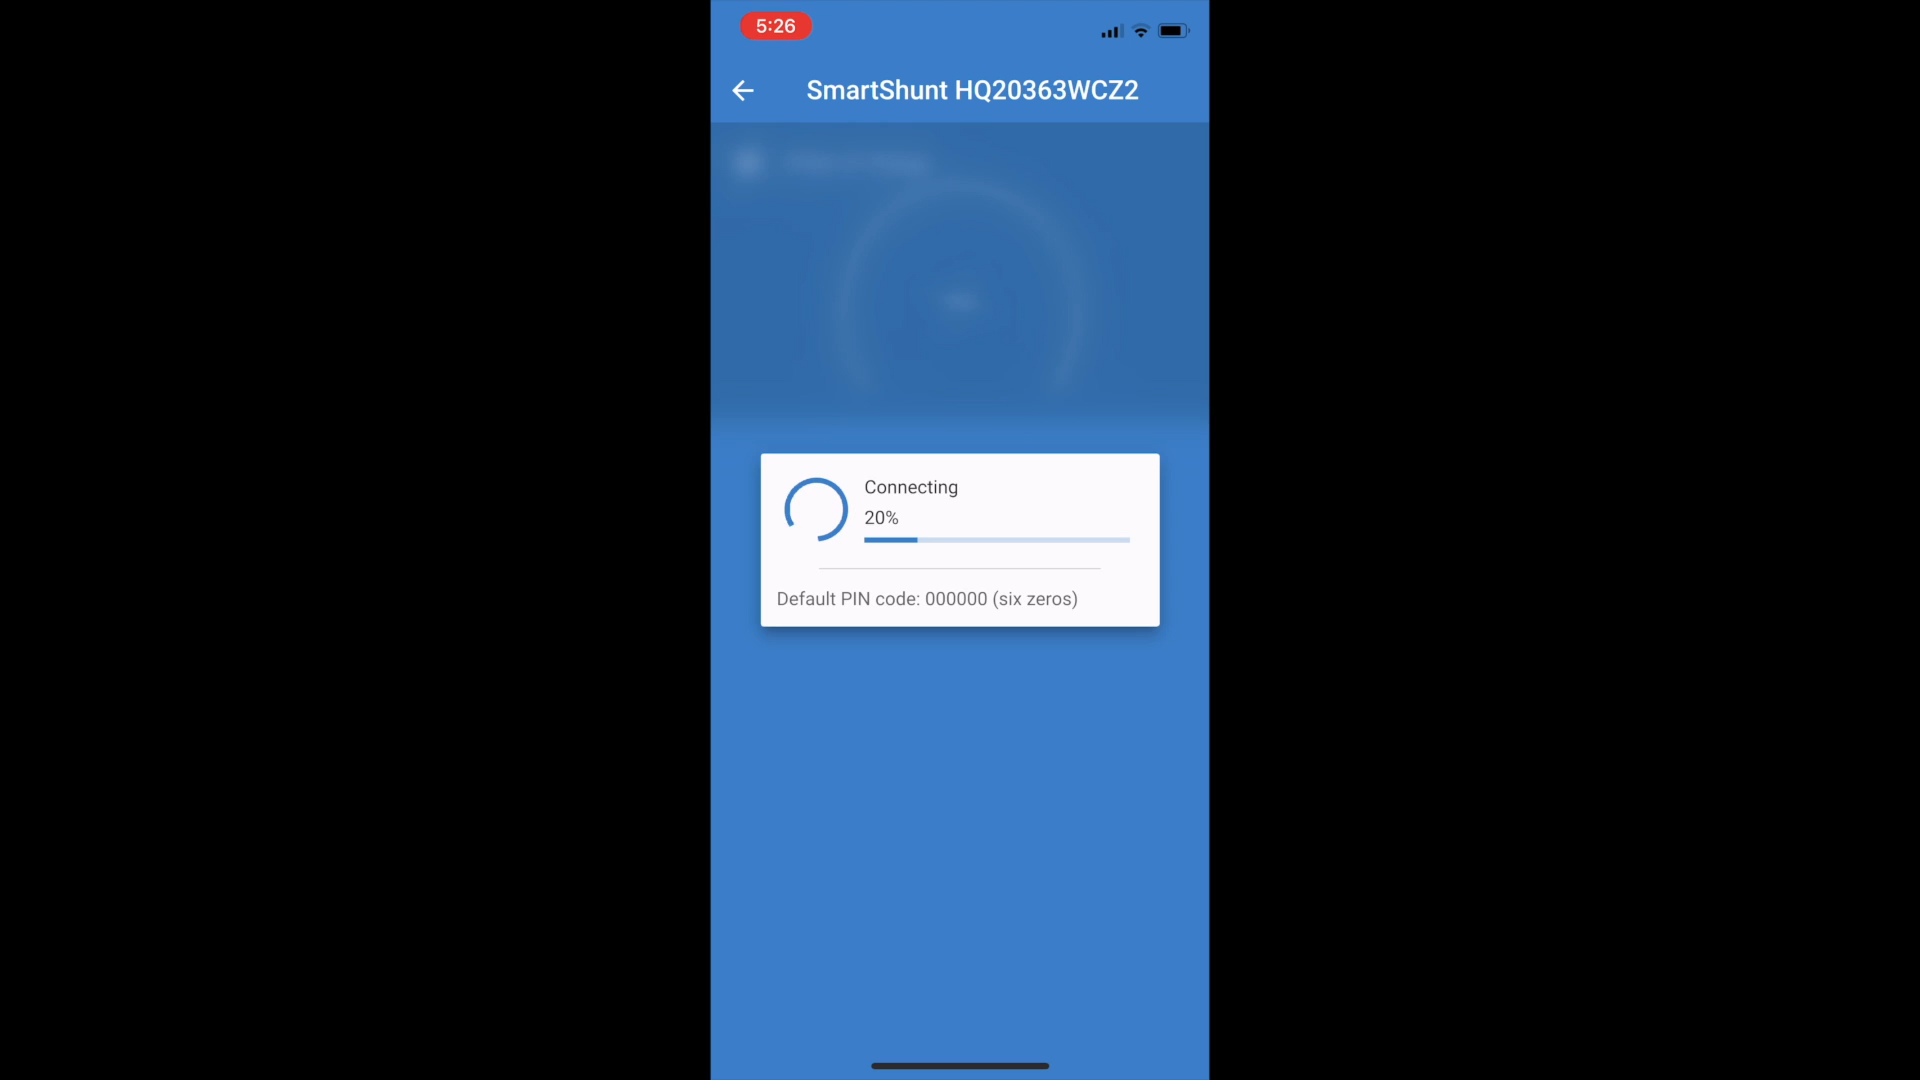 5:26
SmartShunt HQ20363WCZ2
Connecting
20%
Default PIN code: 000000 (six zeros)